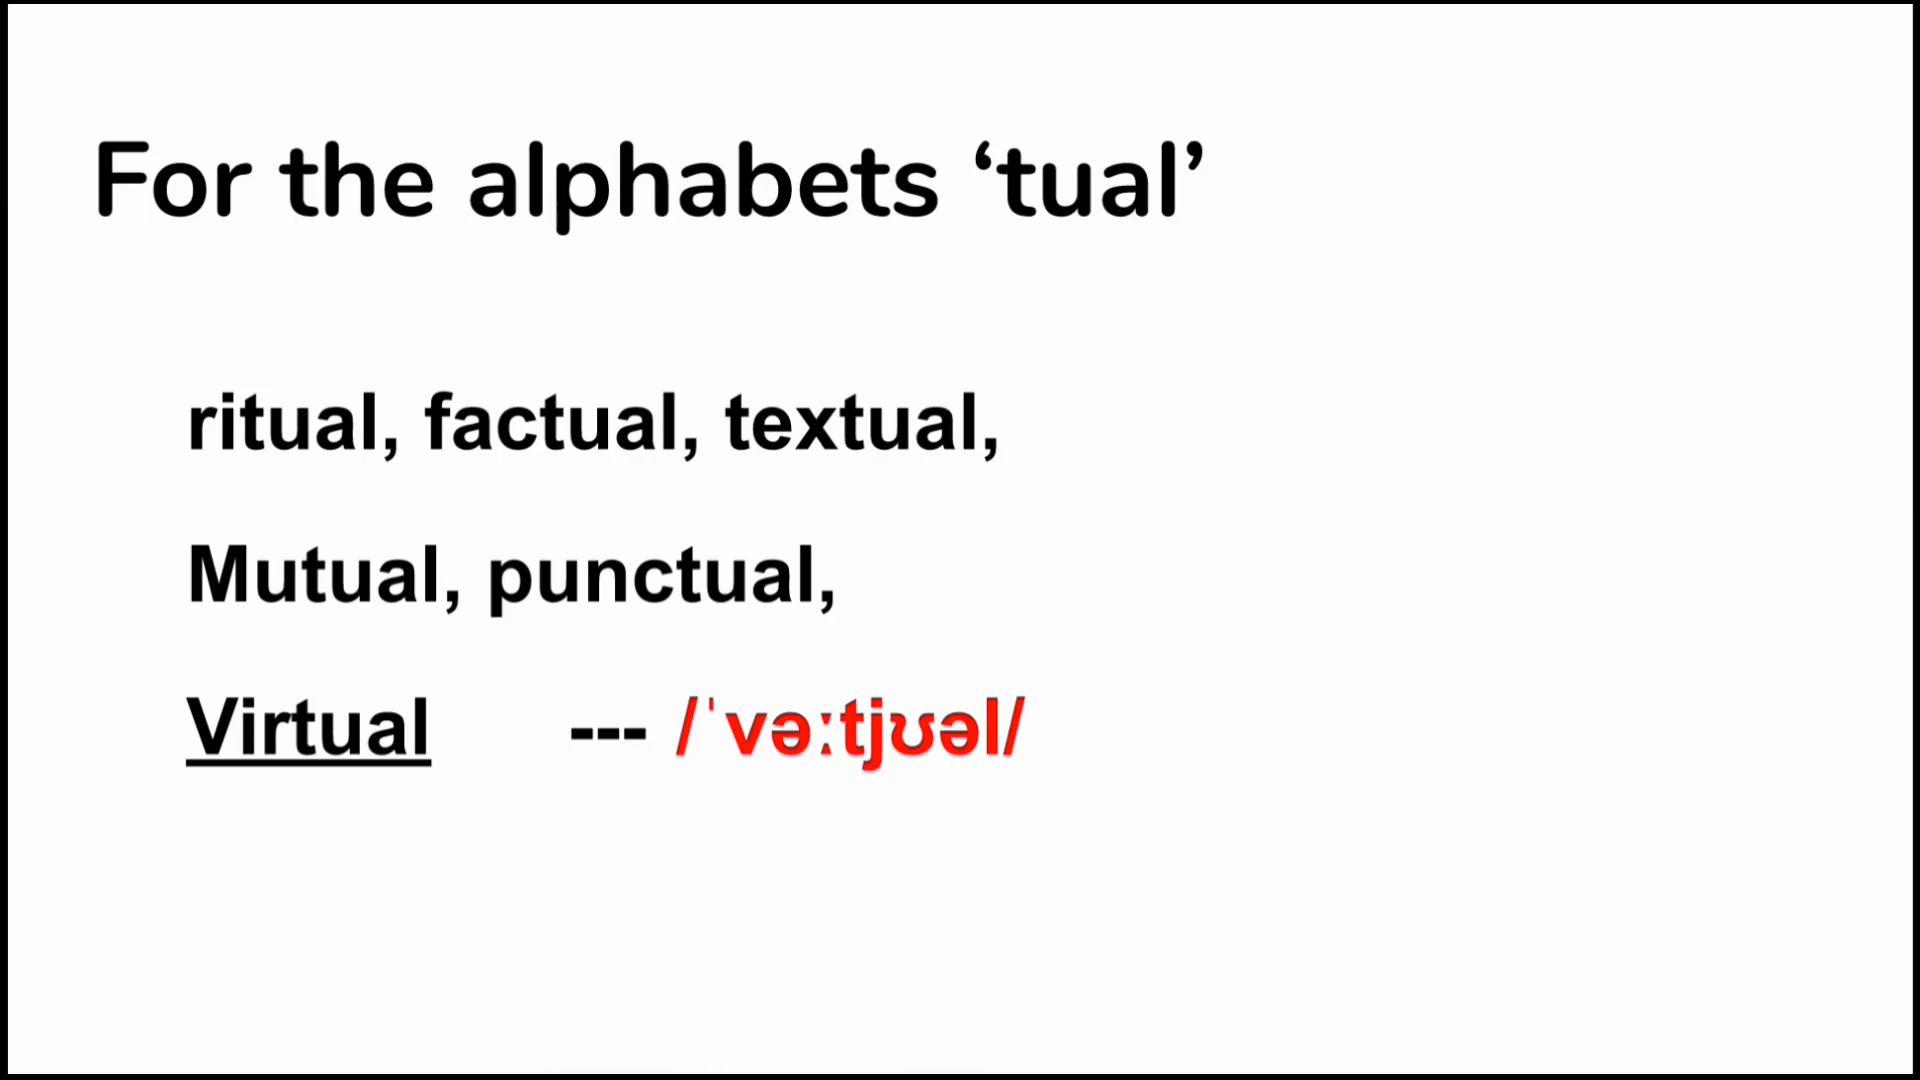 For the alphabets ‘tual’
ritual, factual, textual,
Mutual, punctual,
Virtual --- /ˈvəːtjʊəl/